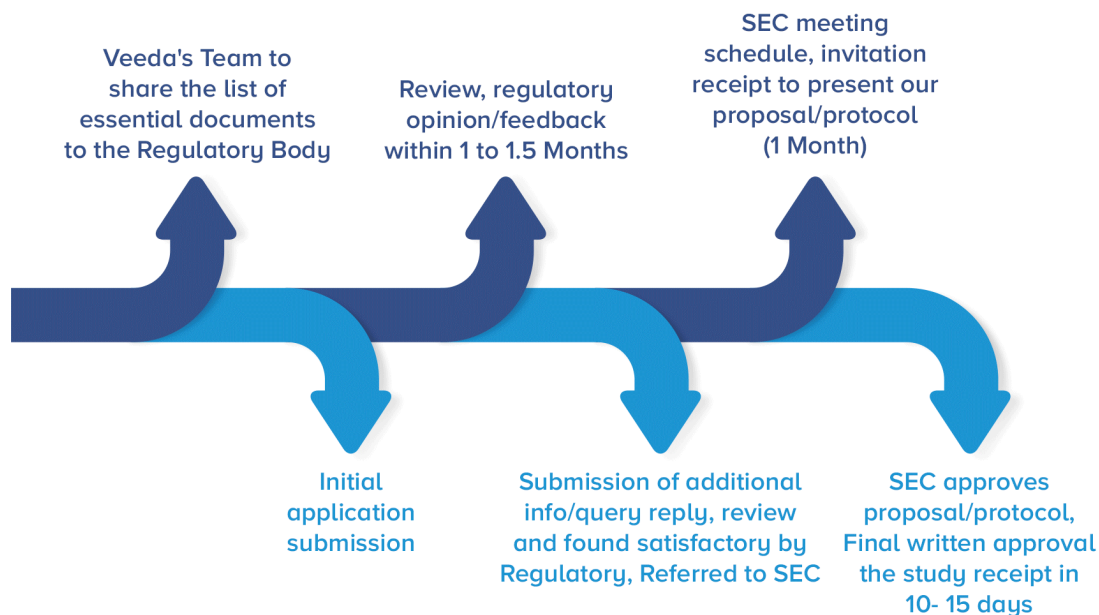 Veeda's Team to
share the list of
essential documents
to the Regulatory Body
Initial
application
submission
Review, regulatory
opinion/feedback
within 1 to 1.5 Months
Submission of additional
info/query reply, review
and found satisfactory by
Regulatory, Referred to SEC
SEC meeting
schedule, invitation
receipt to present our
proposal/protocol
(1 Month)
SEC approves
proposal/protocol,
Final written approval
the study receipt in
10- 15 days